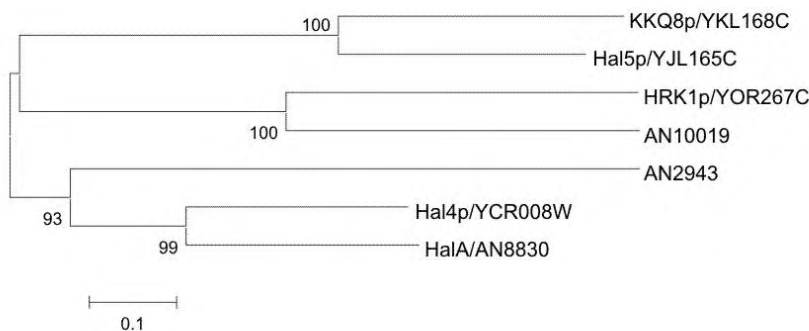 100
KKQ8p/YKL168C
Hal5p/YJL165C
HRK1p/YOR267C
100
AN10019
AN2943
93
Hal4p/YCR008W
99
HalA/AN8830
0.1